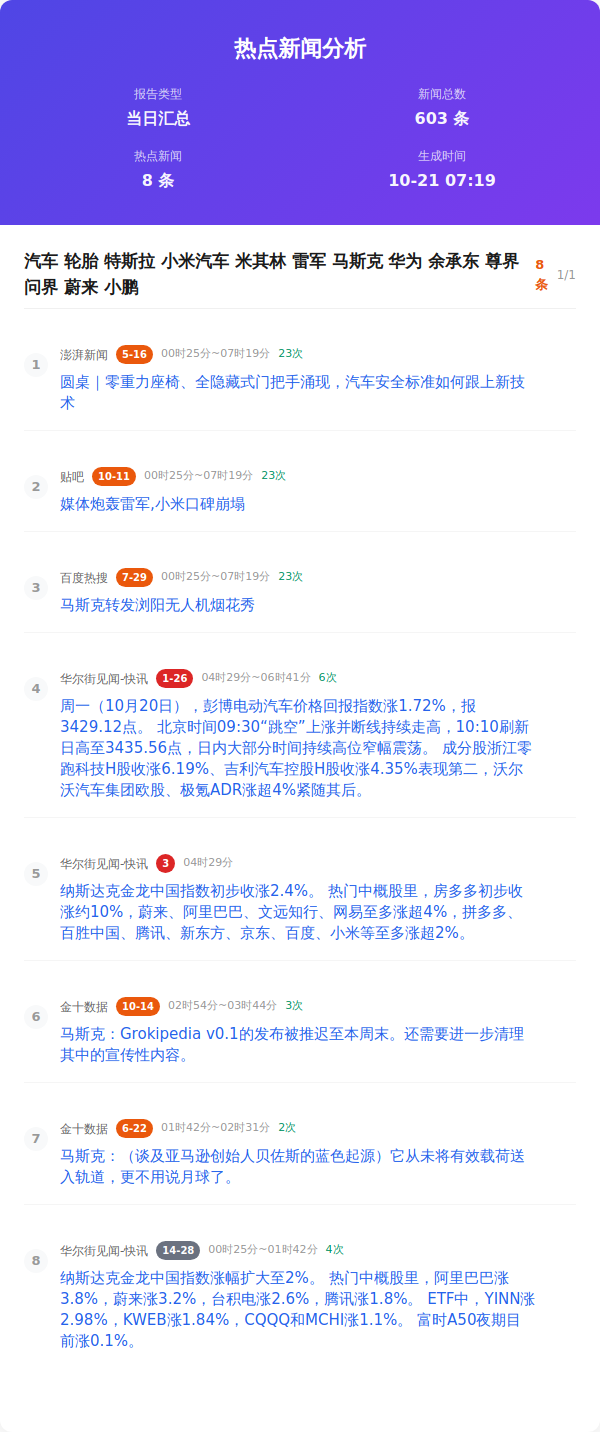 热点新闻分析
报告类型
新闻总数
当日汇总
603 条
热点新闻
生成时间
8 条
10-21 07:19
汽车 轮胎 特斯拉 小米汽车 米其林 雷军 马斯克 华为 余承东 尊界
问界 蔚来 小鹏
8
条
1/1
1
澎湃新闻 5-16 00时25分~07时19分 23次
圆桌｜零重力座椅、全隐藏式门把手涌现，汽车安全标准如何跟上新技
术
2
贴吧 10-11 00时25分~07时19分 23次
媒体炮轰雷军,小米口碑崩塌
3
百度热搜 7-29 00时25分~07时19分 23次
马斯克转发浏阳无人机烟花秀
4
华尔街见闻-快讯 1-26 04时29分~06时41分 6次
周一（10月20日），彭博电动汽车价格回报指数涨1.72%，报
3429.12点。 北京时间09:30“跳空”上涨并断线持续走高，10:10刷新
日高至3435.56点，日内大部分时间持续高位窄幅震荡。 成分股浙江零
跑科技H股收涨6.19%、吉利汽车控股H股收涨4.35%表现第二，沃尔
沃汽车集团欧股、极氪ADR涨超4%紧随其后。
5
华尔街见闻-快讯 3 04时29分
纳斯达克金龙中国指数初步收涨2.4%。 热门中概股里，房多多初步收
涨约10%，蔚来、阿里巴巴、文远知行、网易至多涨超4%，拼多多、
百胜中国、腾讯、新东方、京东、百度、小米等至多涨超2%。
6
金十数据 10-14 02时54分~03时44分 3次
马斯克：Grokipedia v0.1的发布被推迟至本周末。还需要进一步清理
其中的宣传性内容。
7
金十数据 6-22 01时42分~02时31分 2次
马斯克：（谈及亚马逊创始人贝佐斯的蓝色起源）它从未将有效载荷送
入轨道，更不用说月球了。
8
华尔街见闻-快讯 14-28 00时25分~01时42分 4次
纳斯达克金龙中国指数涨幅扩大至2%。 热门中概股里，阿里巴巴涨
3.8%，蔚来涨3.2%，台积电涨2.6%，腾讯涨1.8%。 ETF中，YINN涨
2.98%，KWEB涨1.84%，CQQQ和MCHI涨1.1%。 富时A50夜期目
前涨0.1%。